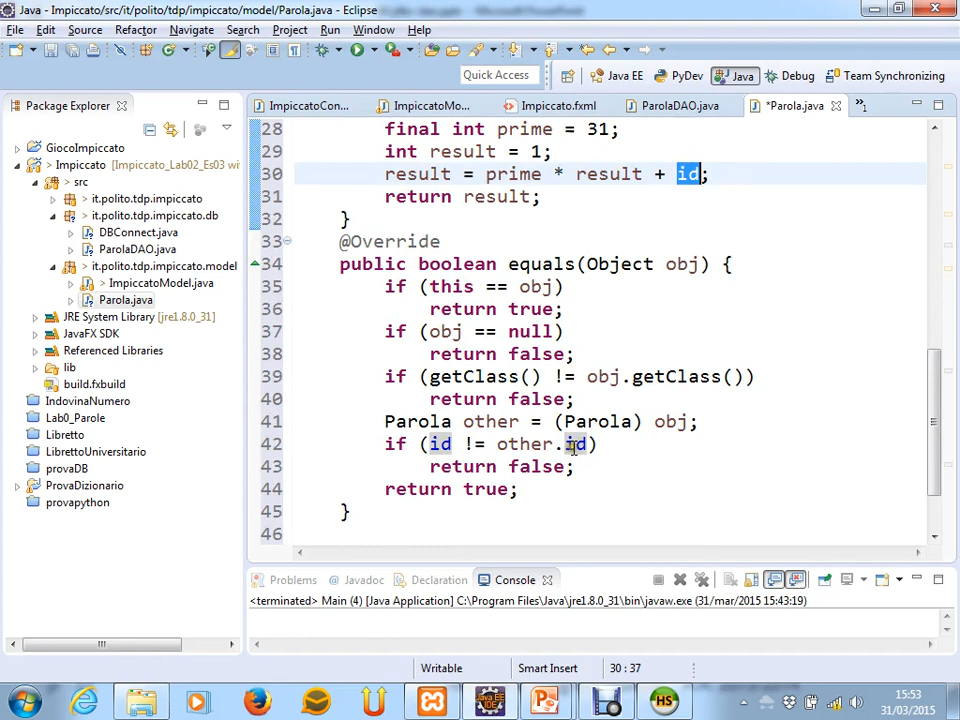 Java - Impiccato/src/it/polito/tdp/impiccato/model/Parola.java - Eclipse
File Edit Source Refactor Navigate Search Project Run Window Help
Quick Access Java EE PyDev Java Debug Team Synchronizing
Package Explorer
ImpiccatoCon... ImpiccatoMo... Impiccato.fxml ParolaDAO.java *Parola.java »1
GiocoImpiccato
Impiccato [Impiccato_Lab02_Es03 wit
src
it.polito.tdp.impiccato
it.polito.tdp.impiccato.db
DBConnect.java
ParolaDAO.java
it.polito.tdp.impiccato.model
ImpiccatoModel.java
Parola.java
JRE System Library [jre1.8.0_31]
JavaFX SDK
Referenced Libraries
lib
build.fxbuild
IndovinaNumero
Lab0_Parole
Libretto
LibrettoUniversitario
provaDB
ProvaDizionario
provapython
28 final int prime = 31;
29 int result = 1;
30 result = prime * result + id;
31 return result;
32 }
33 @Override
34 public boolean equals(Object obj) {
35 if (this == obj)
36 return true;
37 if (obj == null)
38 return false;
39 if (getClass() != obj.getClass())
40 return false;
41 Parola other = (Parola) obj;
42 if (id != other.id)
43 return false;
44 return true;
45 }
46
Problems @ Javadoc Declaration Console
<terminated> Main (4) [Java Application] C:\Program Files\Java\jre1.8.0_31\bin\javaw.exe (31/mar/2015 15:43:19)
Writable Smart Insert 30 : 37
HS
15:53
31/03/2015